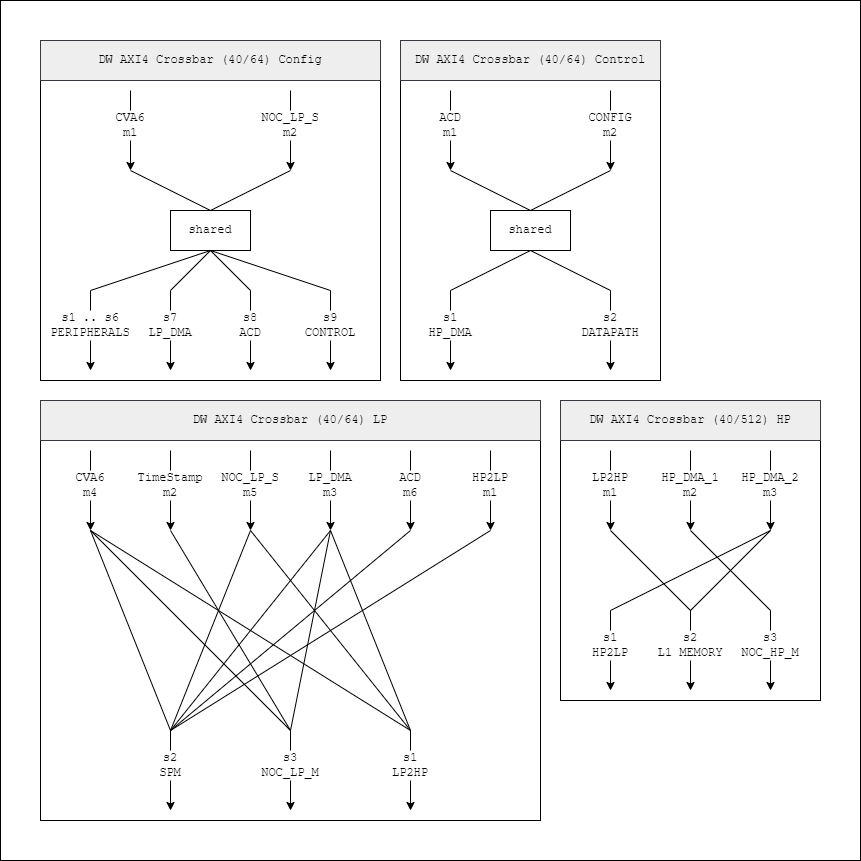 DW AXI4 Crossbar (40/64) Config
CVA6
m1
NOC_LP_S
m2
shared
s1 .. s6
PERIPHERALS
s7
LP_DMA
s8
ACD
s9
CONTROL
DW AXI4 Crossbar (40/64) Control
ACD
m1
CONFIG
m2
shared
s1
HP_DMA
s2
DATAPATH
DW AXI4 Crossbar (40/64) LP
CVA6
m4
TimeStamp
m2
NOC_LP_S
m5
LP_DMA
m3
ACD
m6
HP2LP
m1
s2
SPM
s3
NOC_LP_M
s1
LP2HP
DW AXI4 Crossbar (40/512) HP
LP2HP
m1
HP_DMA_1
m2
HP_DMA_2
m3
s1
HP2LP
s2
L1 MEMORY
s3
NOC_HP_M